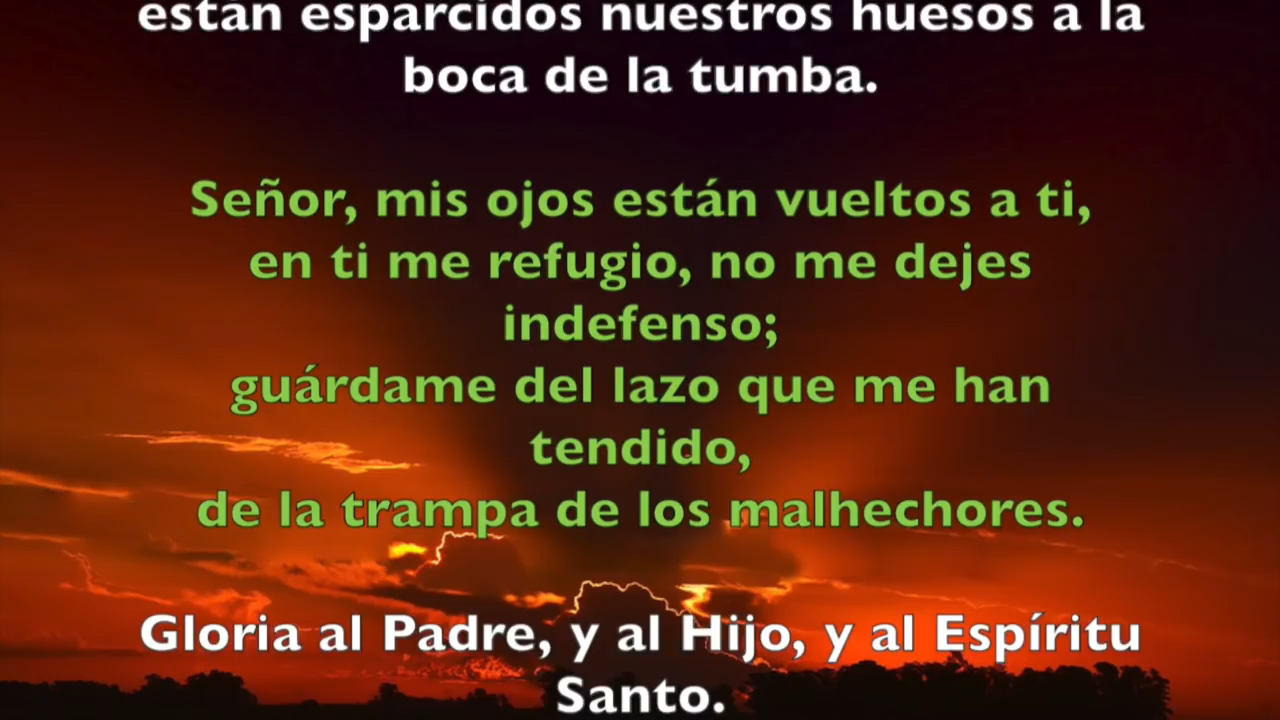 están esparcidos nuestros huesos a la
boca de la tumba.
Señor, mis ojos están vueltos a ti,
en ti me refugio, no me dejes
indefenso;
guárdame del lazo que me han
tendido,
de la trampa de los malhechores.
Gloria al Padre, y al Hijo, y al Espíritu
Santo.